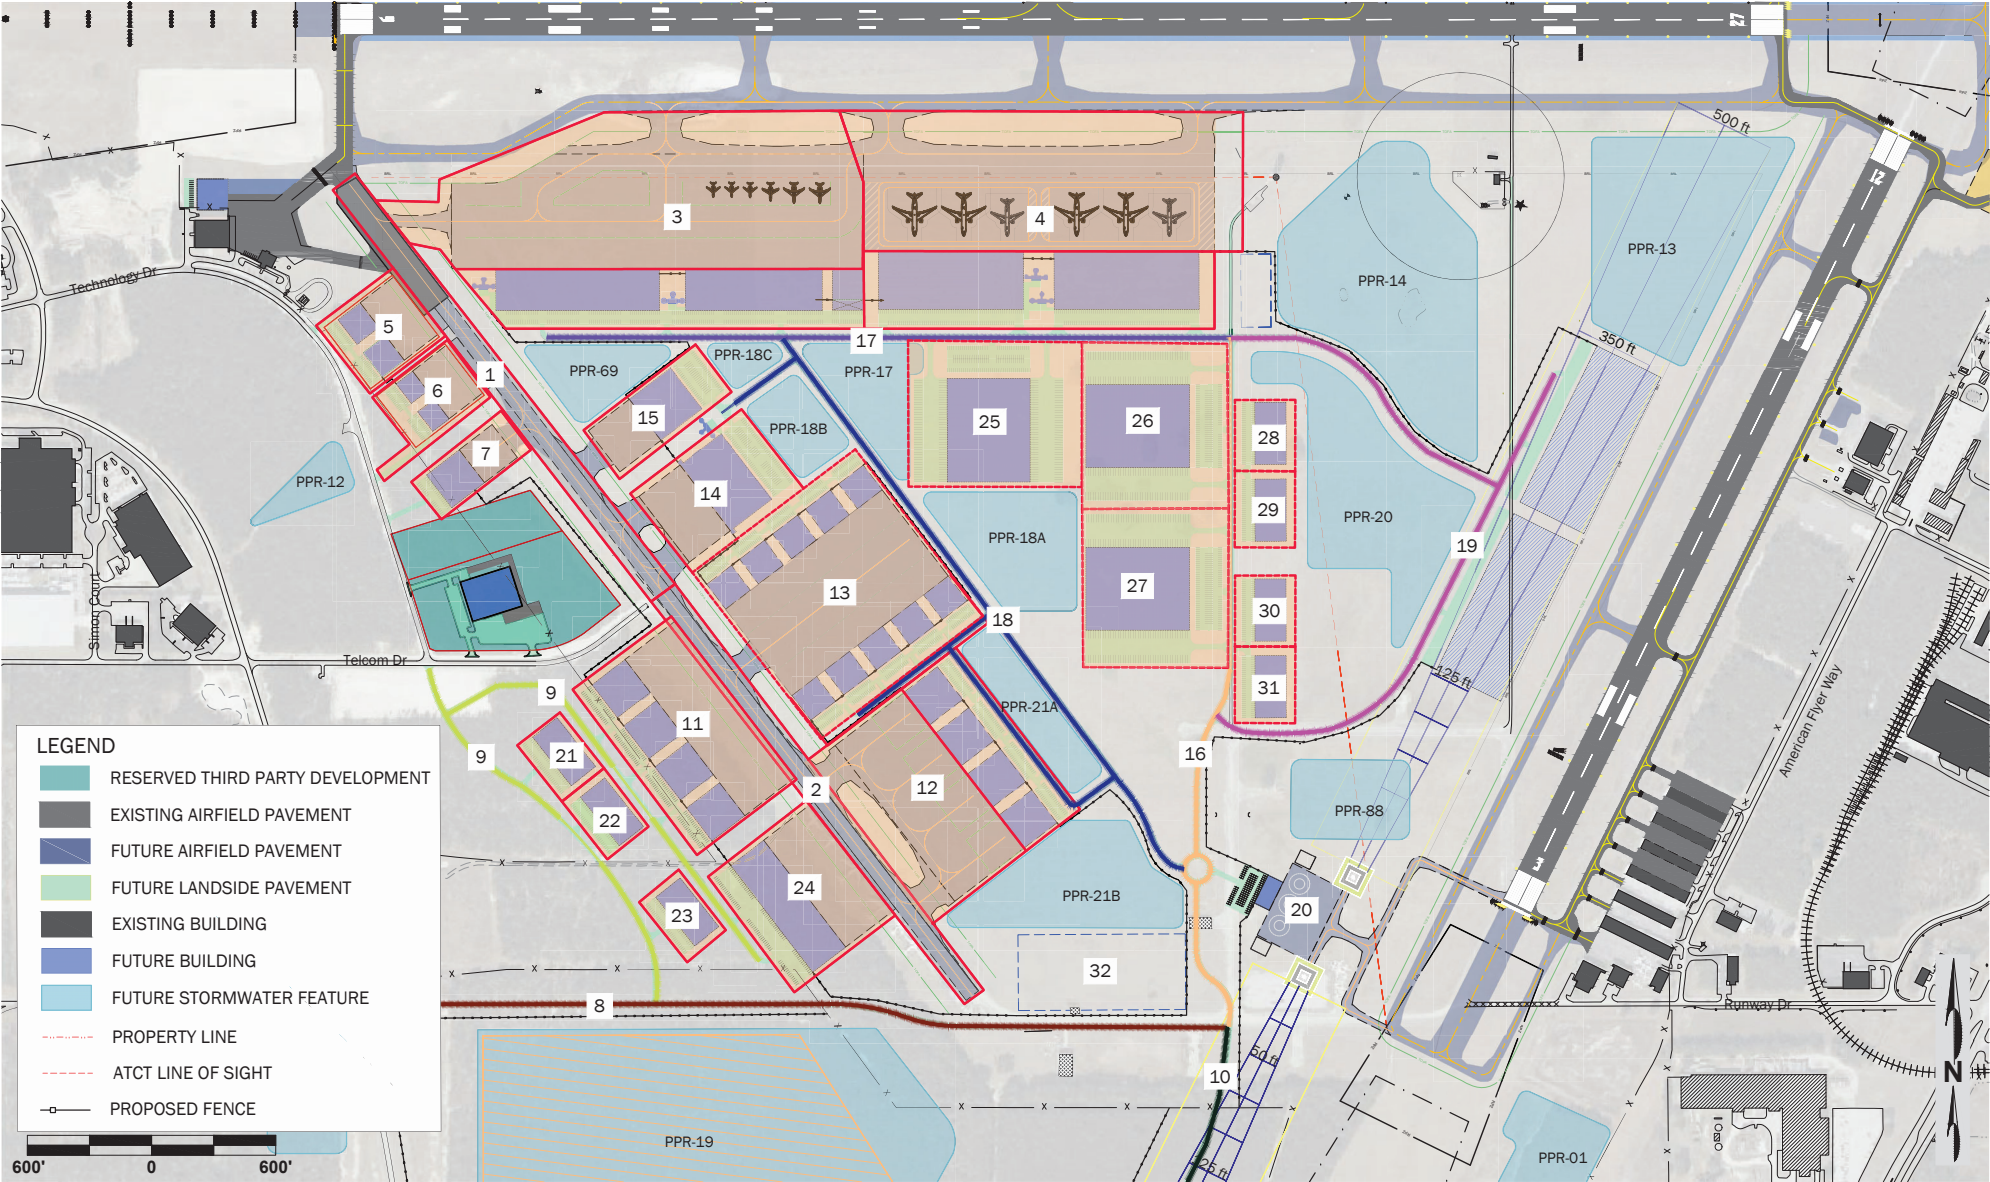 27
500 ft
12
3
4
PPR-14
PPR-13
Technology Dr
5
17
350 ft
PPR-18C
PPR-69
PPR-17
1
6
15
25
26
28
PPR-18B
7
PPR-12
14
29
PPR-20
PPR-18A
19
13
27
30
18
Simon Court
Telcom Dr
125 ft
9
31
11
PPR-21A
American Flyer Way
9
21
16
2
12
22
PPR-88
24
PPR-21B
23
20
32
8
Runway Dr
50 ft
10
PPR-19
25 ft
PPR-01
N
LEGEND
RESERVED THIRD PARTY DEVELOPMENT
EXISTING AIRFIELD PAVEMENT
FUTURE AIRFIELD PAVEMENT
FUTURE LANDSIDE PAVEMENT
EXISTING BUILDING
FUTURE BUILDING
FUTURE STORMWATER FEATURE
PROPERTY LINE
ATCT LINE OF SIGHT
PROPOSED FENCE
600' 0 600'